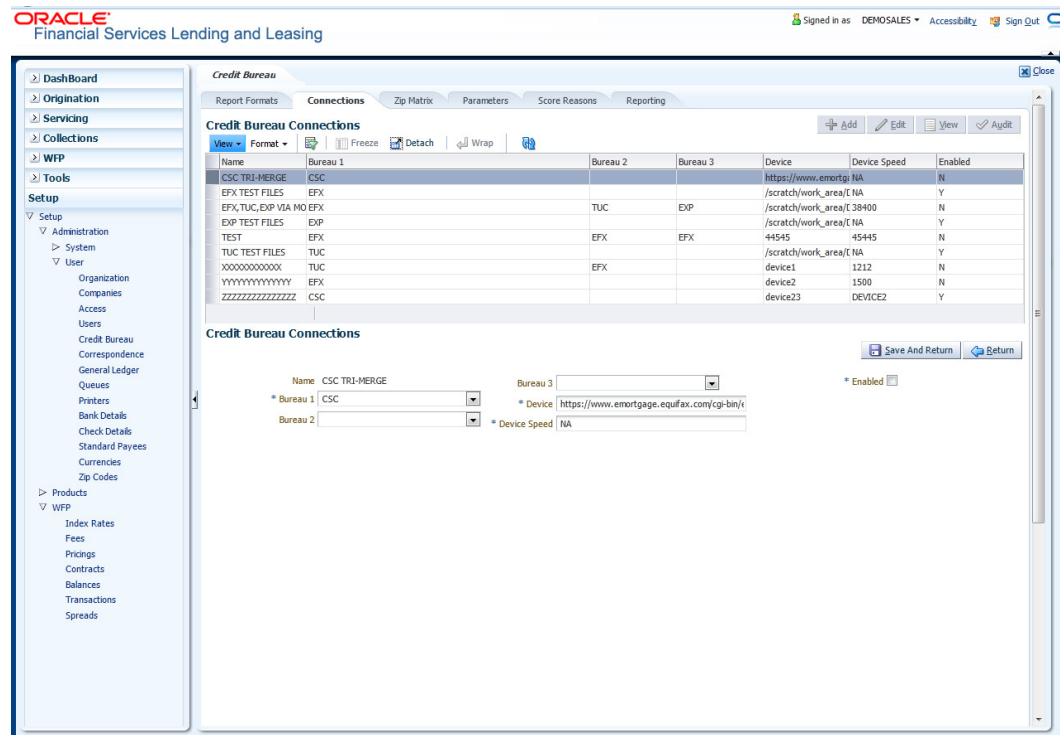 ORACLE
Financial Services Lending and Leasing
Signed in as DEMOSALES Accessibility Sign Out
DashBoard
Origination
Servicing
Collections
WFP
Tools
Setup
Setup
Administration
System
User
Organization
Companies
Access
Users
Credit Bureau
Correspondence
General Ledger
Queues
Printers
Bank Details
Check Details
Standard Payees
Currencies
Zip Codes
Products
WFP
Index Rates
Fees
Pricings
Contracts
Balances
Transactions
Spreads
Credit Bureau
Close
Report Formats Connections Zip Matrix Parameters Score Reasons Reporting
Credit Bureau Connections
Add Edit View Audit
View Format Freeze Detach Wrap
Name Bureau 1 Bureau 2 Bureau 3 Device Device Speed Enabled
CSC TRI-MERGE CSC https://www.emortga NA N
EFX TEST FILES EFX /scratch/work_area/D NA Y
EFX,TUC,EXP VIA MO EFX TUC EXP /scratch/work_area/D 38400 N
EXP TEST FILES EXP /scratch/work_area/D NA Y
TEST EFX EFX EFX 44545 45445 N
TUC TEST FILES TUC /scratch/work_area/D NA Y
XXXXXXXXXXXX TUC EFX device1 1212 N
YYYYYYYYYYYYYY EFX device2 1500 N
ZZZZZZZZZZZZZZZ CSC device23 DEVICE2 Y
Credit Bureau Connections
Save And Return Return
Name CSC TRI-MERGE Bureau 3 * Enabled
* Bureau 1 CSC * Device https://www.emortgage.equifax.com/cgi-bin/e
Bureau 2 * Device Speed NA